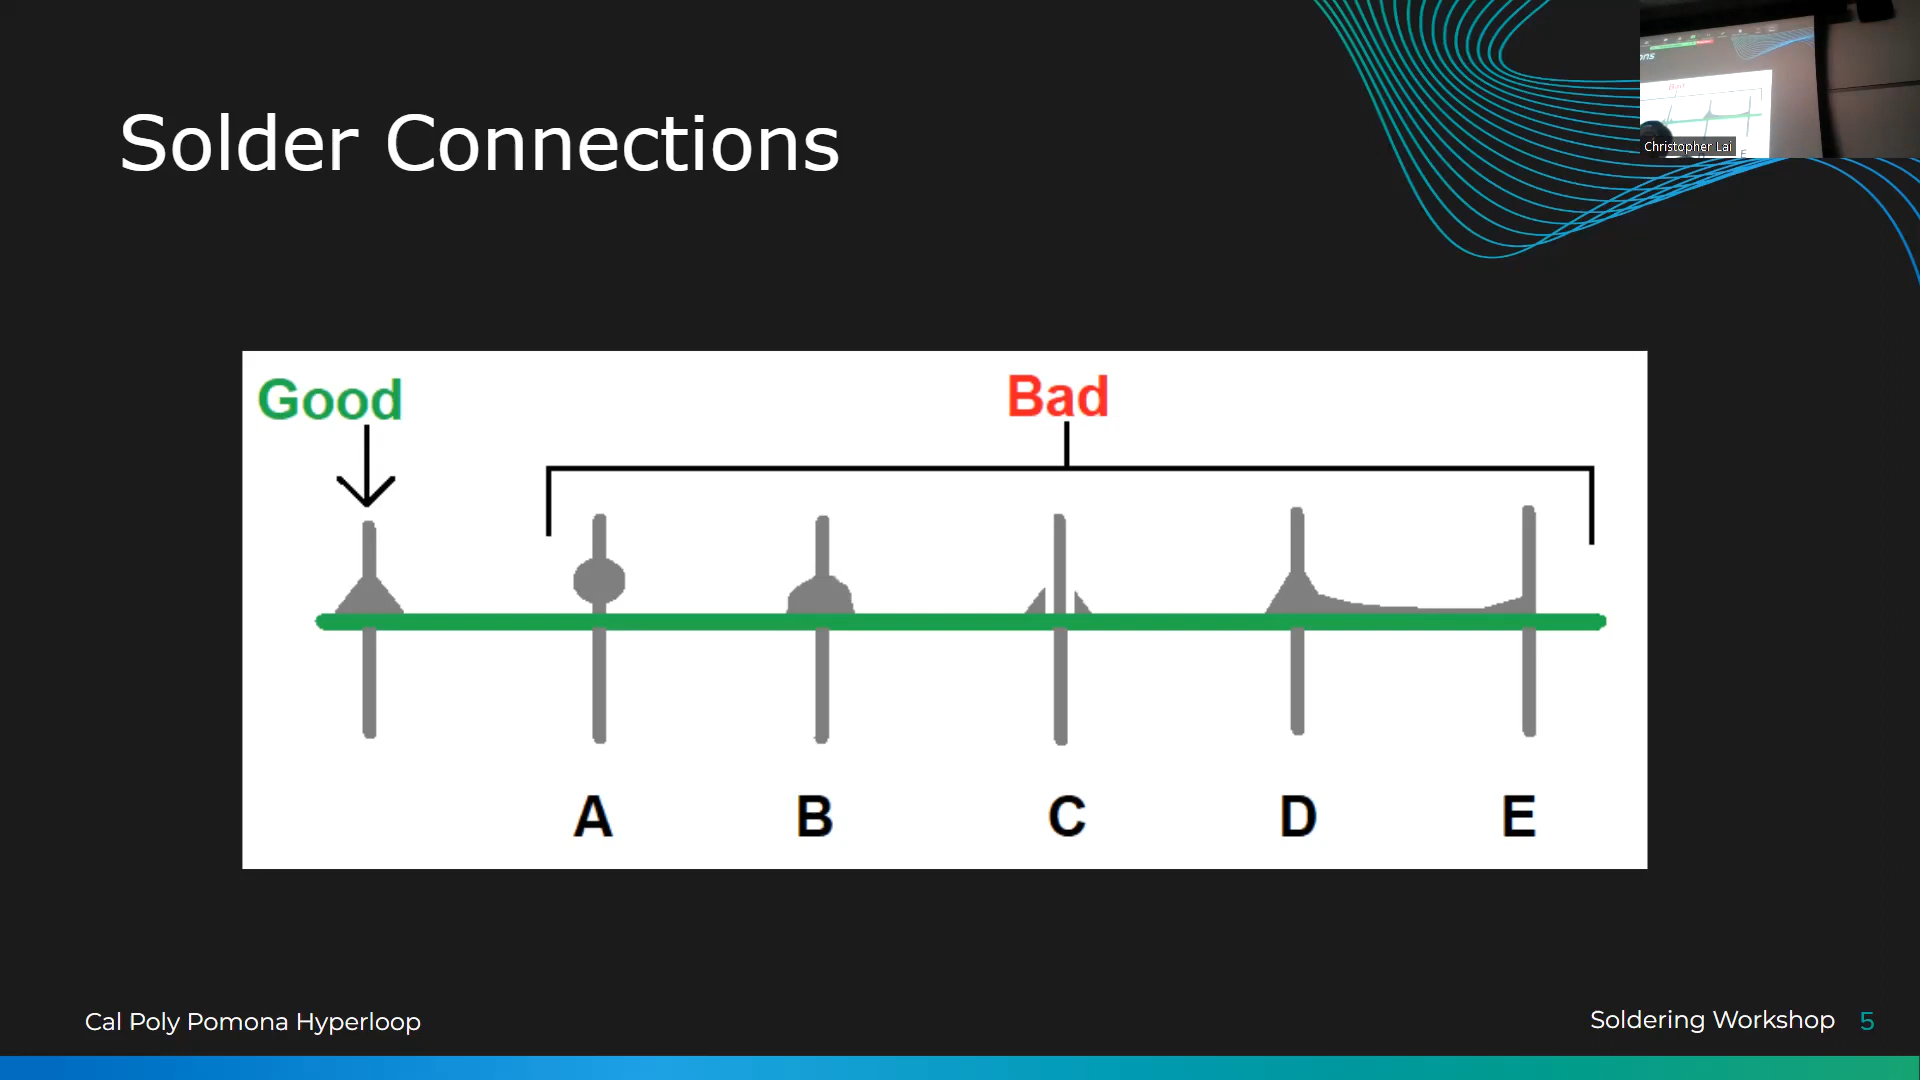 Solder Connections
Christopher Lai
Good
Bad
A B C D E
Cal Poly Pomona Hyperloop
Soldering Workshop 5